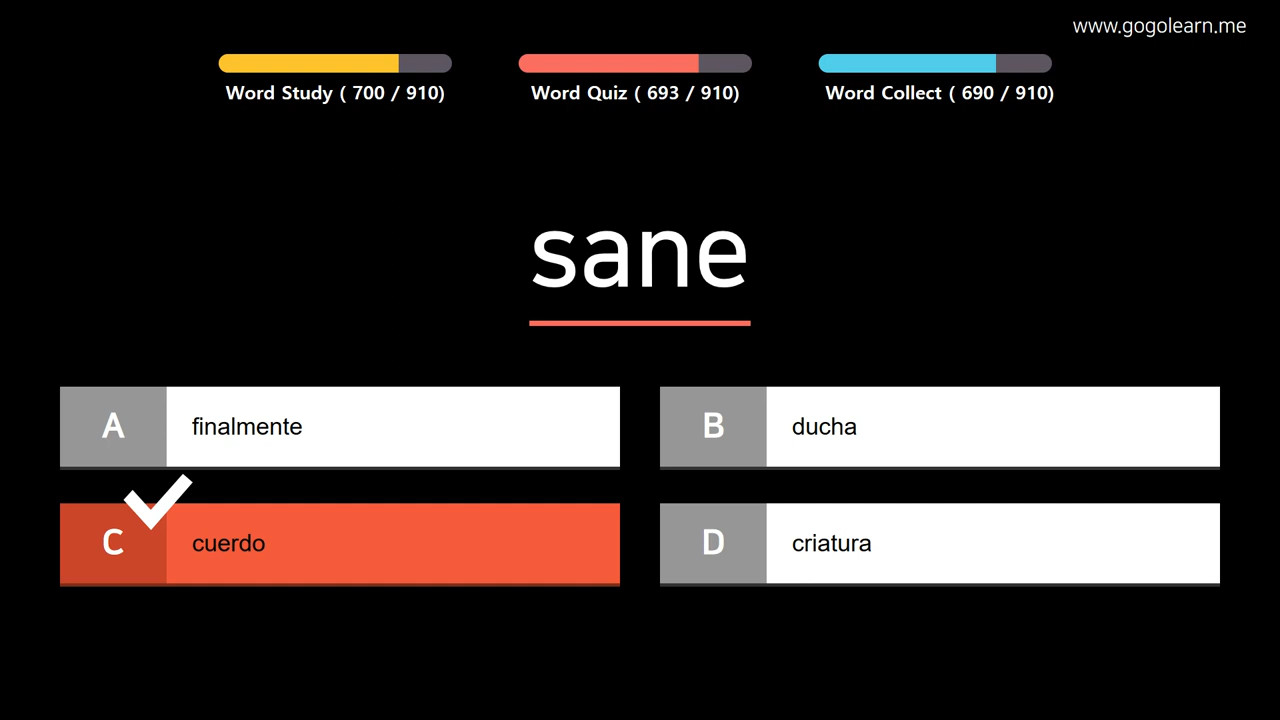 www.gogolearn.me
Word Study ( 700 / 910)
Word Quiz ( 693 / 910)
Word Collect ( 690 / 910)
sane
A finalmente
B ducha
C cuerdo
D criatura